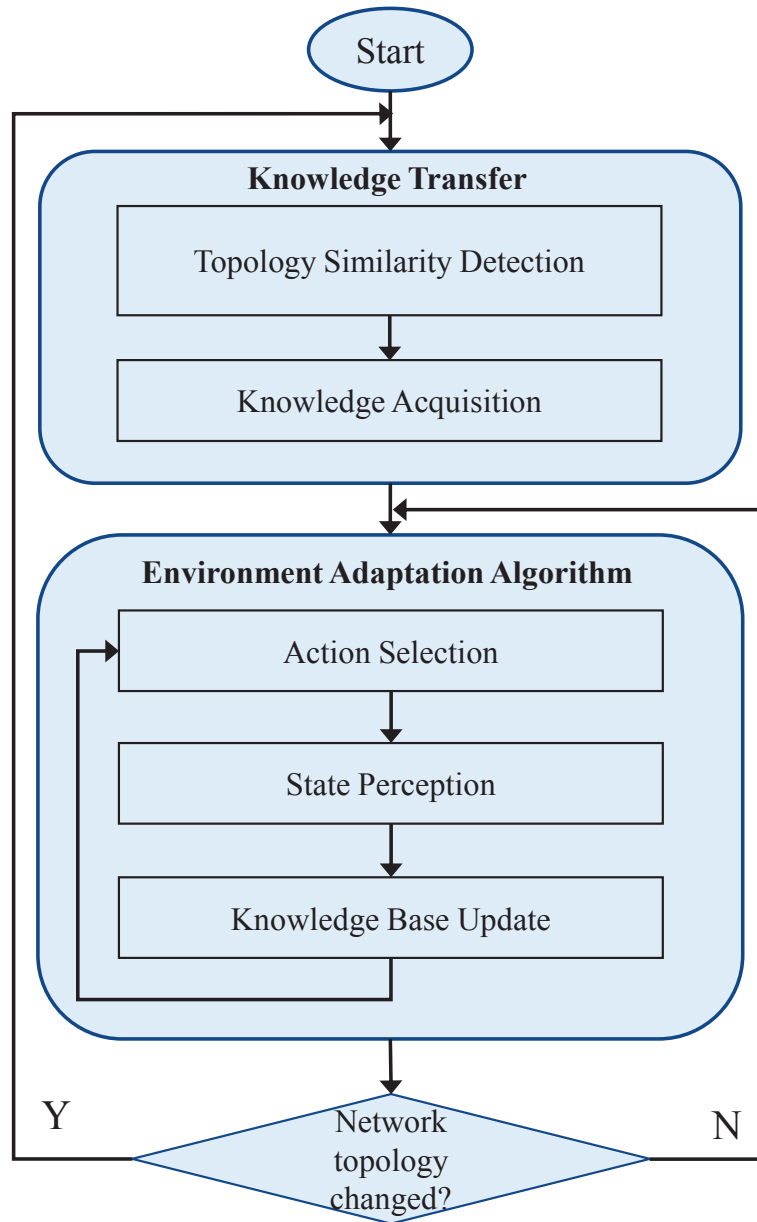 Start
Knowledge Transfer
Topology Similarity Detection
Knowledge Acquisition
Environment Adaptation Algorithm
Action Selection
State Perception
Knowledge Base Update
Y
N
Network
topology
changed?